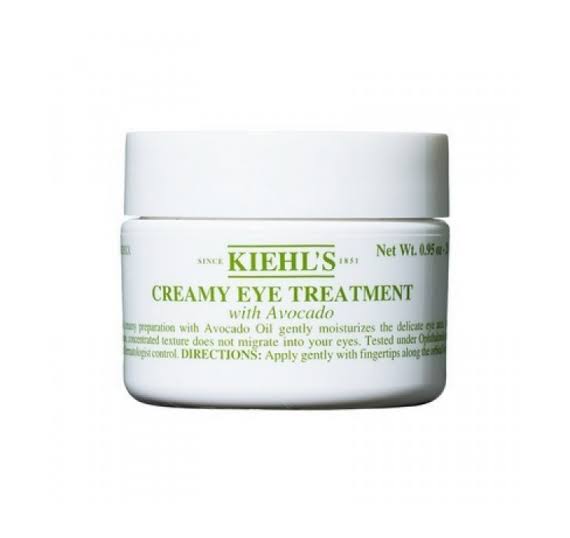 Net Wt. 0.95 oz
SINCE KIEHL'S 1851
CREAMY EYE TREATMENT
with Avocado
preparation with Avocado Oil gently moisturizes the delicate eye
concentrated texture does not migrate into your eyes. Tested under
control. DIRECTIONS: Apply gently with fingertips along the